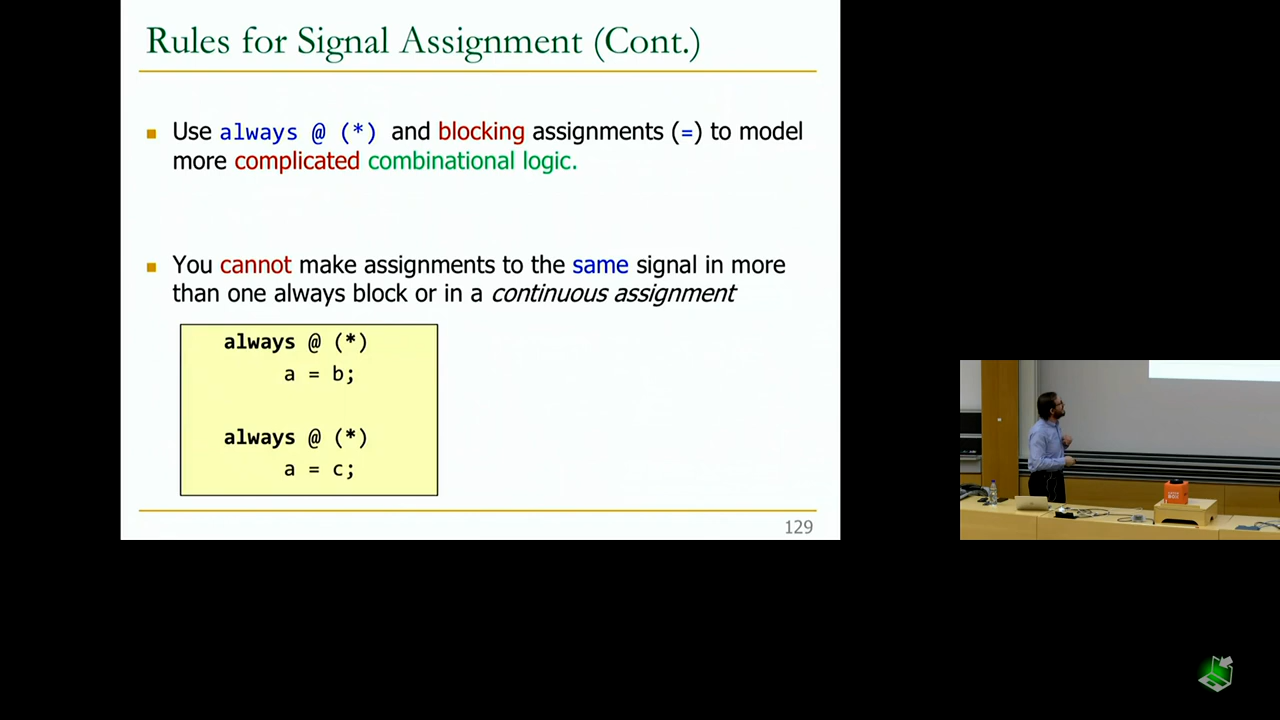 Rules for Signal Assignment (Cont.)
Use always @ (*) and blocking assignments (=) to model
more complicated combinational logic.
You cannot make assignments to the same signal in more
than one always block or in a continuous assignment
always @ (*)
a = b;
always @ (*)
a = c;
129